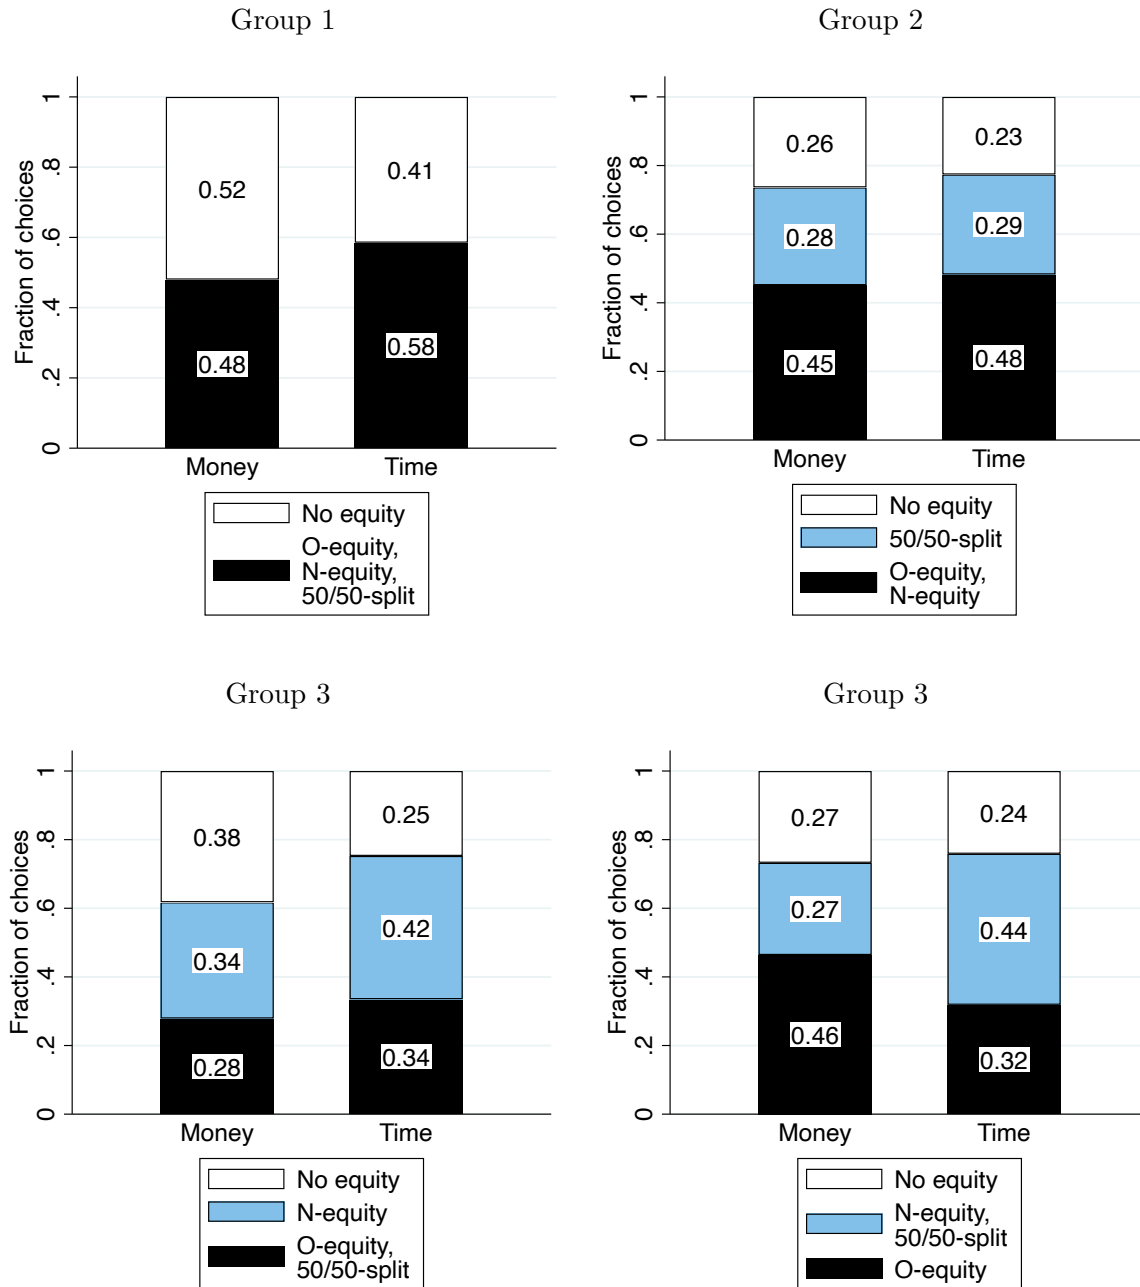 Group 1
Fraction of choices
1
.8
.6
.4
.2
0
0.52
0.41
0.48
0.58
Money Time
No equity
O-equity,
N-equity,
50/50-split
Group 2
Fraction of choices
1
.8
.6
.4
.2
0
0.26
0.23
0.28
0.29
0.45
0.48
Money Time
No equity
50/50-split
O-equity,
N-equity
Group 3
Fraction of choices
1
.8
.6
.4
.2
0
0.38
0.25
0.34
0.42
0.28
0.34
Money Time
No equity
N-equity
O-equity,
50/50-split
Group 3
Fraction of choices
1
.8
.6
.4
.2
0
0.27
0.24
0.27
0.44
0.46
0.32
Money Time
No equity
N-equity,
50/50-split
O-equity